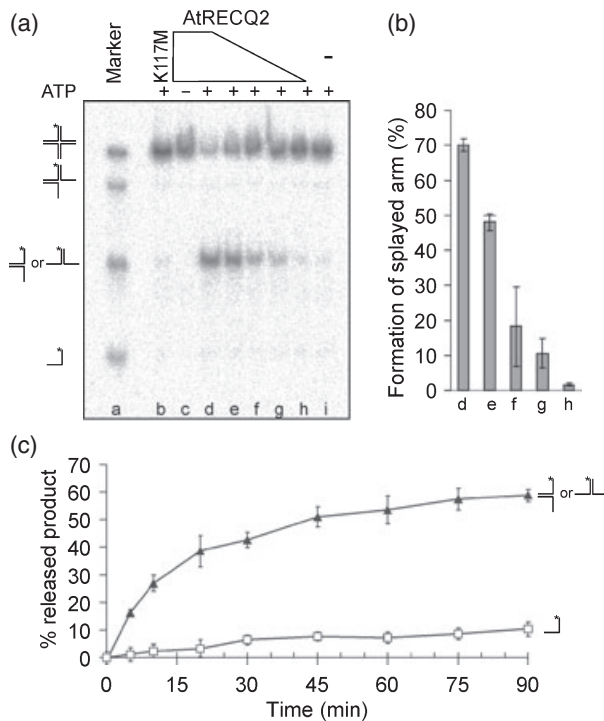 (a)
AtRECQ2
(b)
Marker
K117M
–
ATP
+ – + + + + + +
or
a b c d e f g h i
Formation of splayed arm (%)
80
70
60
50
40
30
20
10
0
d e f g h
(c)
% released product
70
60
50
40
30
20
10
0
or
0 15 30 45 60 75 90
Time (min)